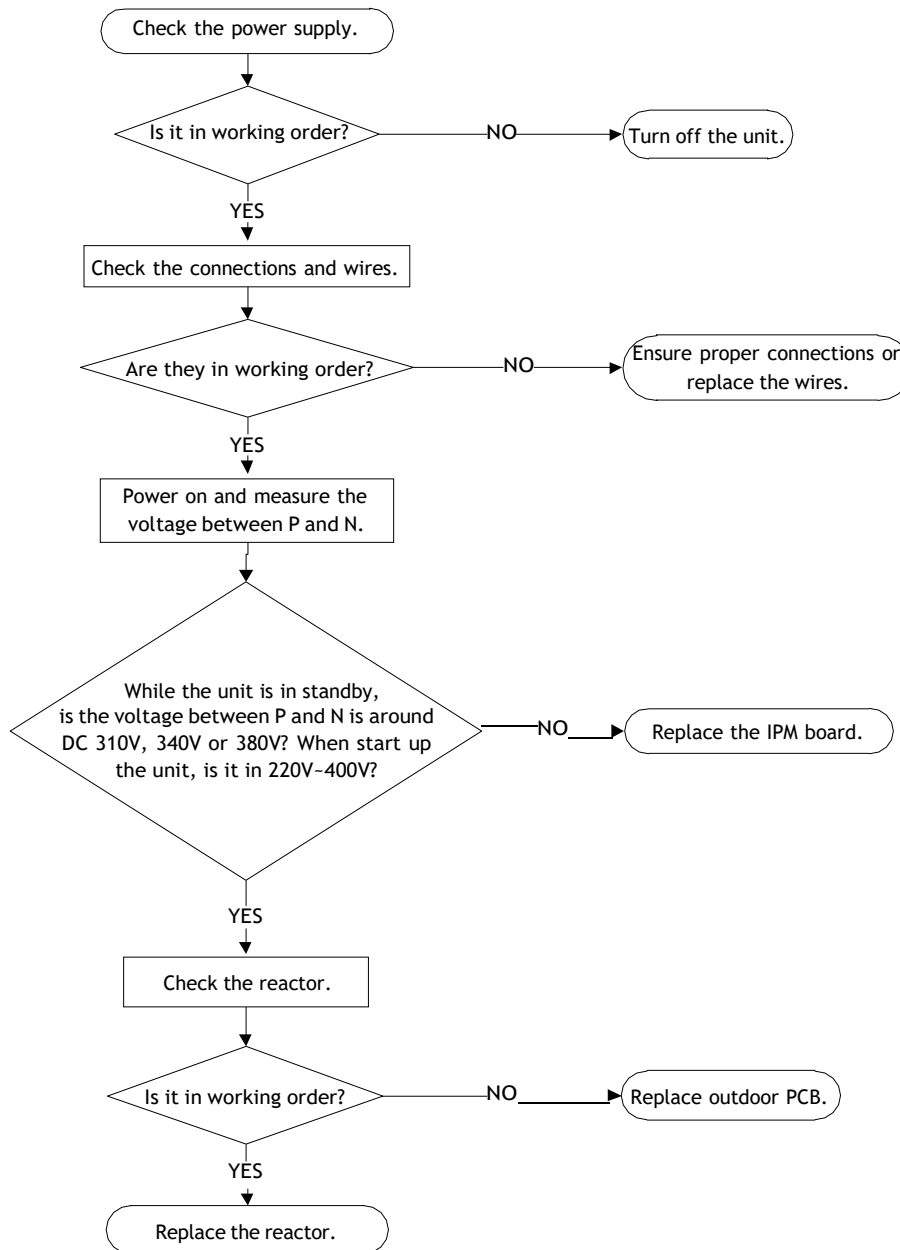 Check the power supply.
Is it in working order?
NO
Turn off the unit.
YES
Check the connections and wires.
Are they in working order?
NO
Ensure proper connections or
replace the wires.
YES
Power on and measure the
voltage between P and N.
While the unit is in standby,
is the voltage between P and N is around
DC 310V, 340V or 380V? When start up
the unit, is it in 220V~400V?
NO
Replace the IPM board.
YES
Check the reactor.
Is it in working order?
NO
Replace outdoor PCB.
YES
Replace the reactor.